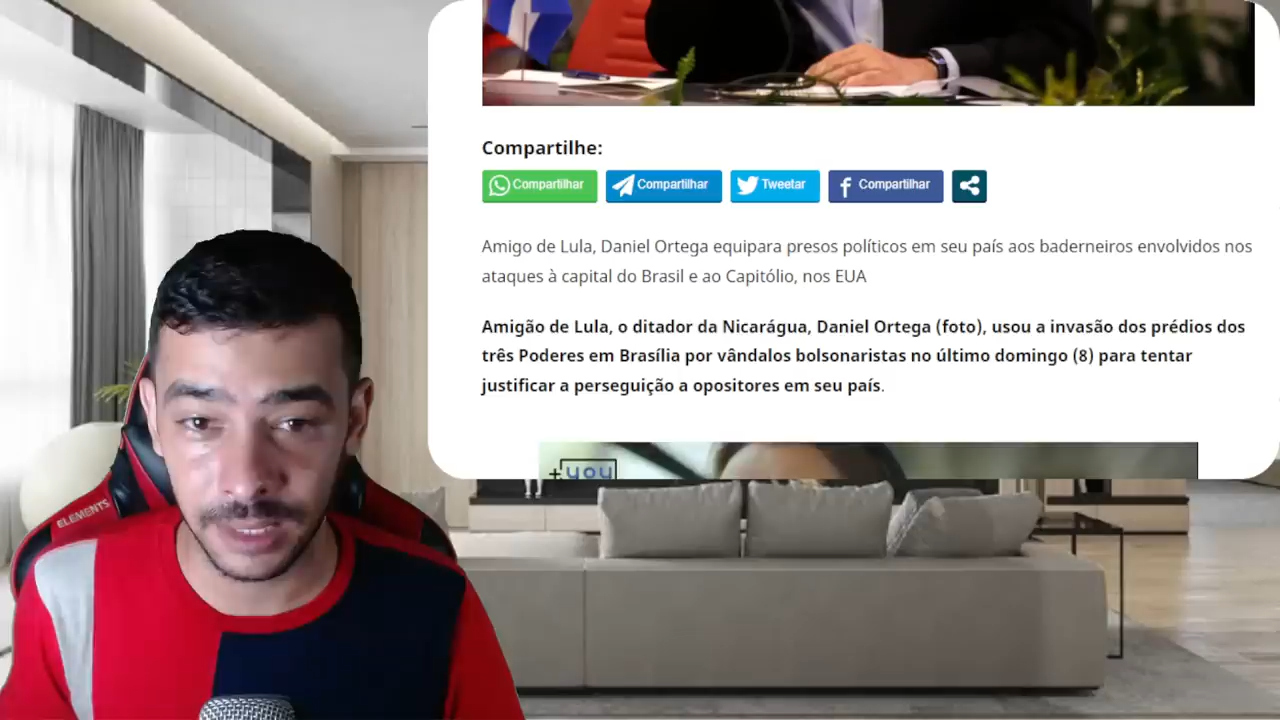 Compartilhe:
Compartilhar Compartilhar Tweetar Compartilhar
Amigo de Lula, Daniel Ortega equipara presos políticos em seu país aos baderneiros envolvidos nos
ataques à capital do Brasil e ao Capitólio, nos EUA
Amigão de Lula, o ditador da Nicarágua, Daniel Ortega (foto), usou a invasão dos prédios dos
três Poderes em Brasília por vândalos bolsonaristas no último domingo (8) para tentar
justificar a perseguição a opositores em seu país.
+you
ELEMENTS